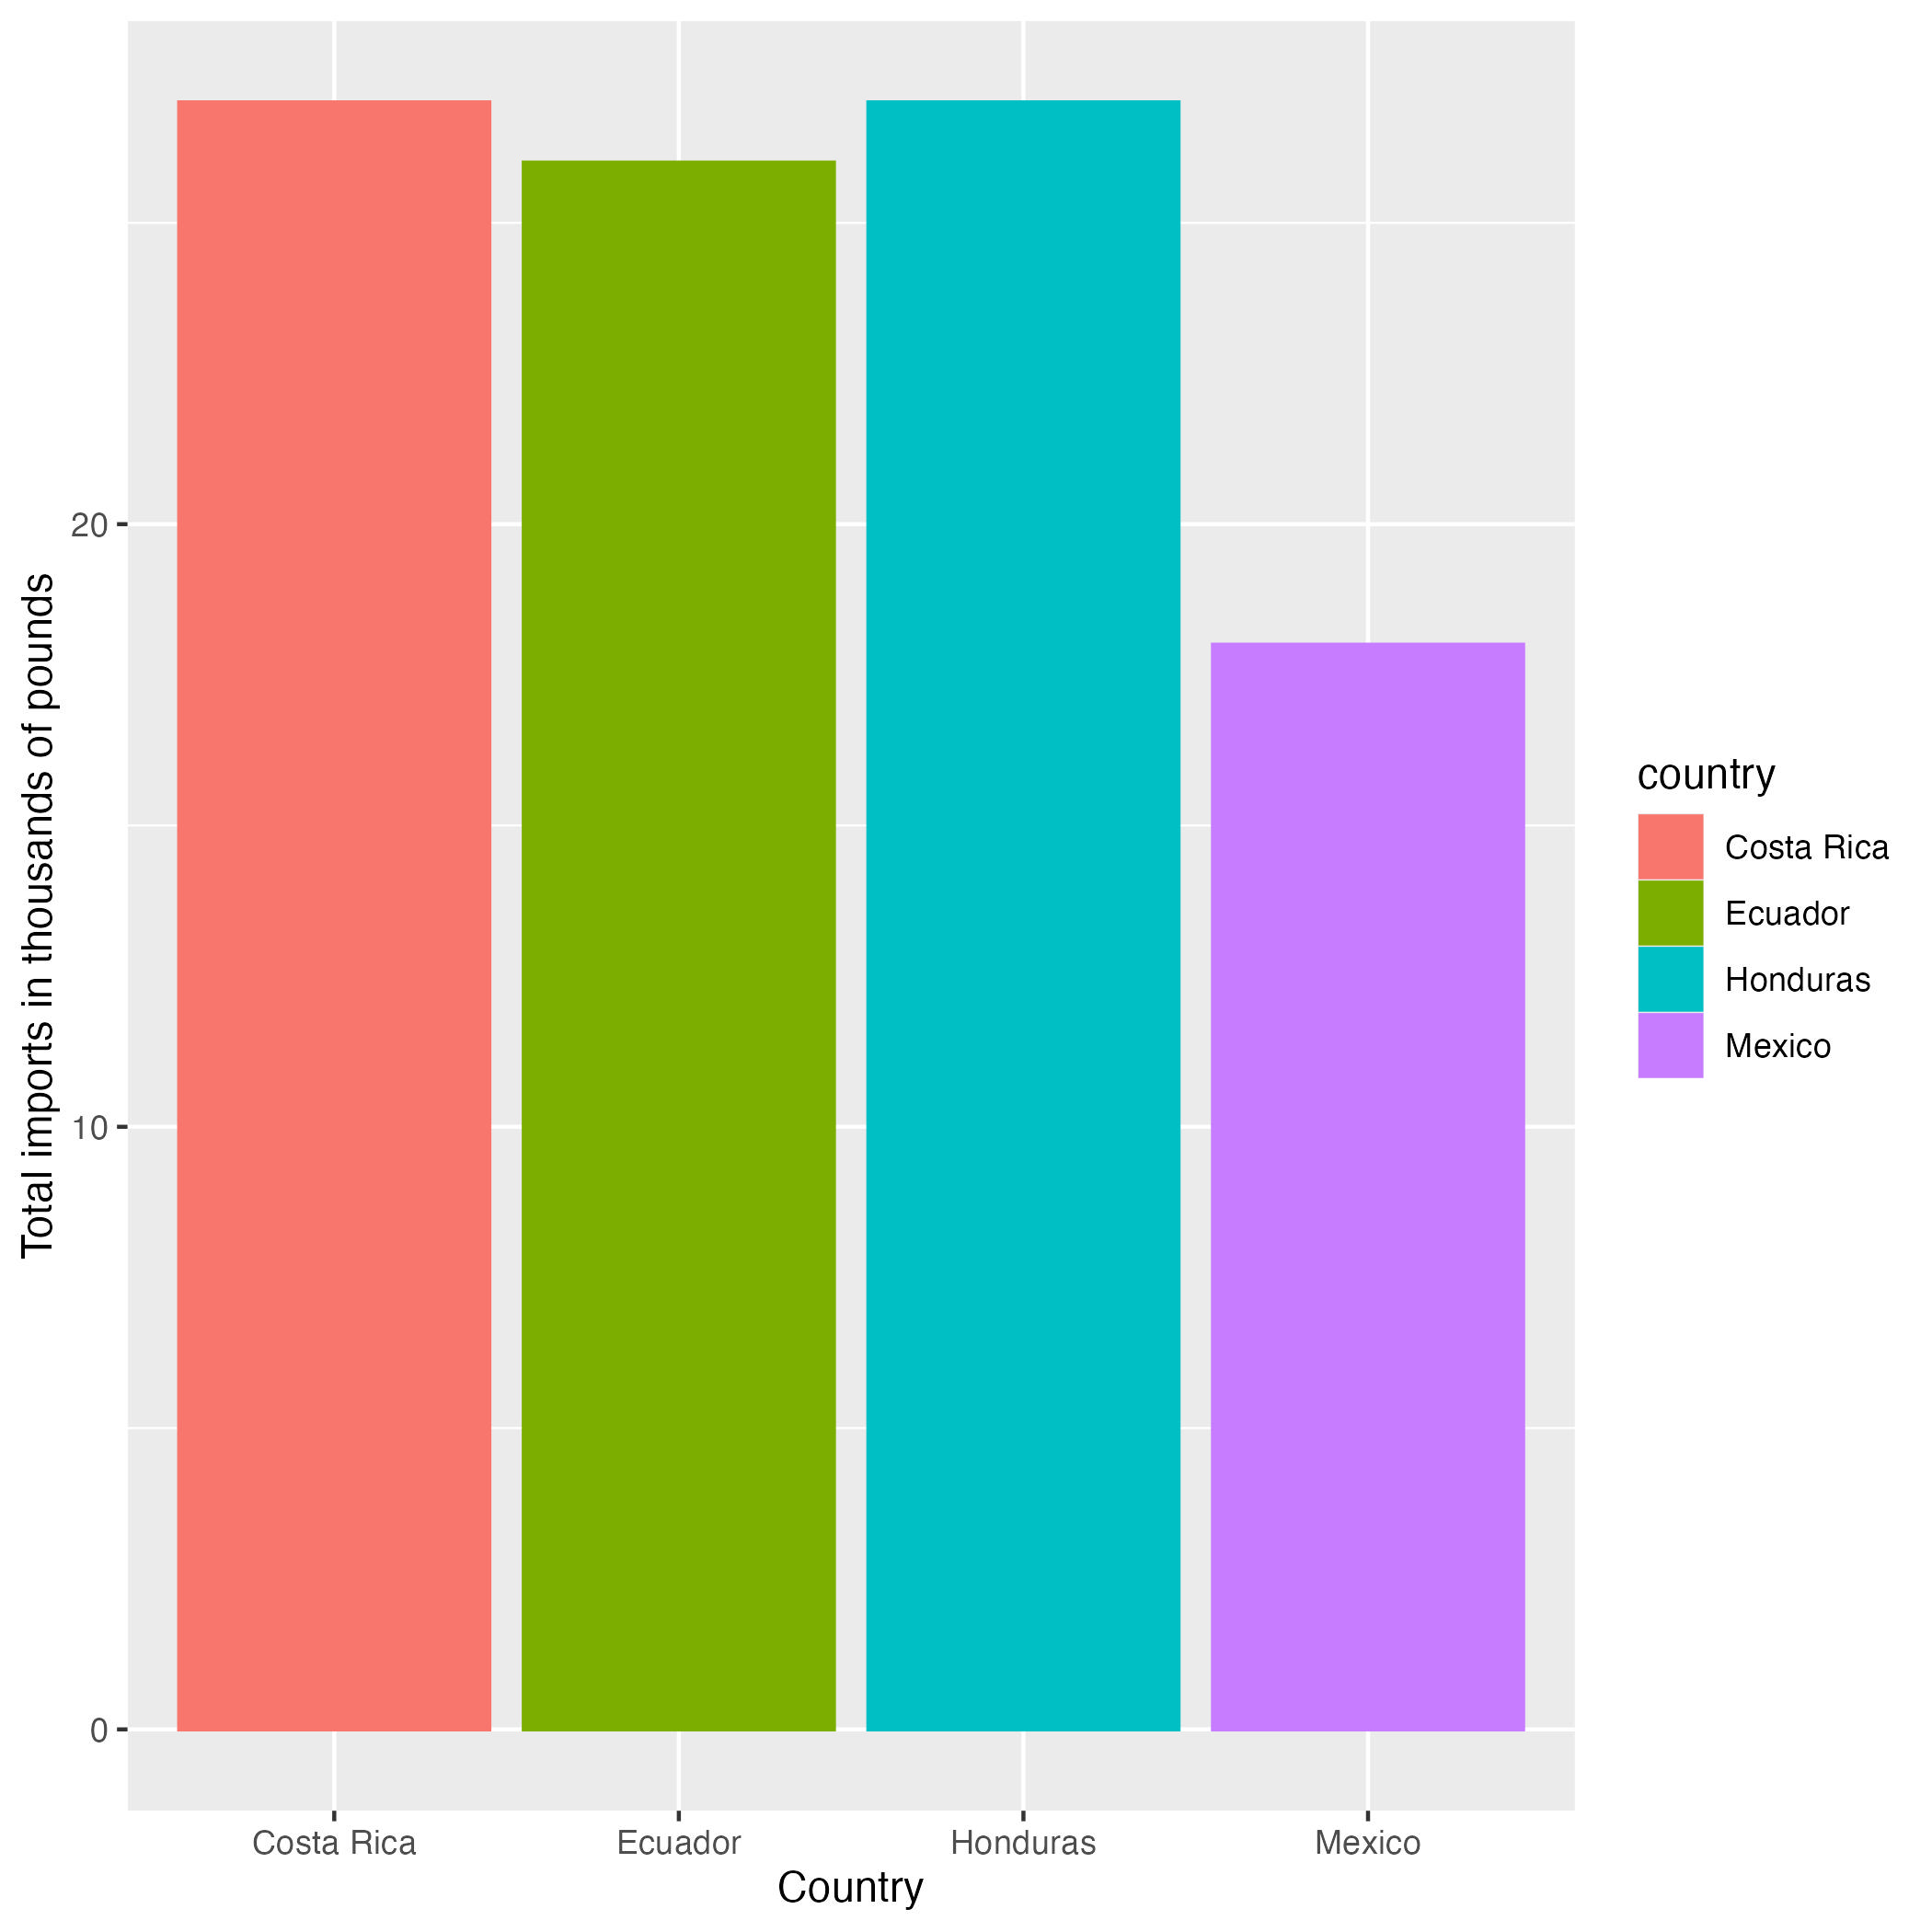 Total imports in thousands of pounds
20
10
0
Costa Rica
Ecuador
Honduras
Mexico
Country
country
Costa Rica
Ecuador
Honduras
Mexico